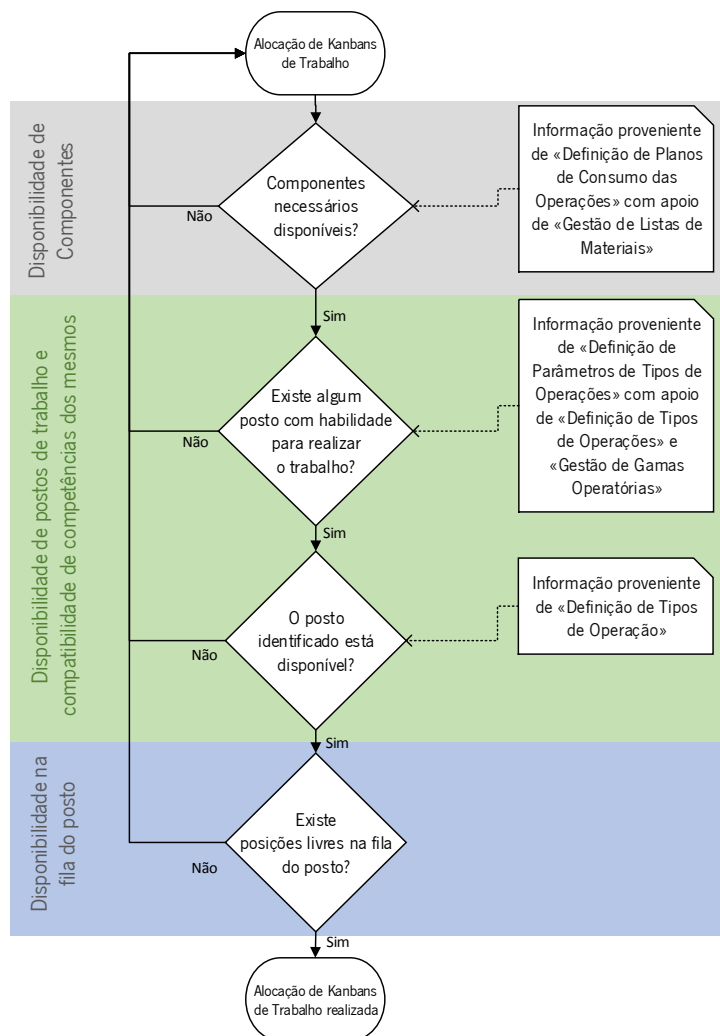 Alocação de Kanbans
de Trabalho
Disponibilidade de
Componentes
Componentes
necessários
disponíveis?
Não
Sim
Informação proveniente
de «Definição de Planos
de Consumo das
Operações» com apoio
de «Gestão de Listas de
Materiais»
Disponibilidade de postos de trabalho e
compatibilidade de competências dos mesmos
Existe algum
posto com habilidade
para realizar
o trabalho?
Não
Sim
Informação proveniente
de «Definição de
Parâmetros de Tipos de
Operações» com apoio
de «Definição de Tipos
de Operações» e
«Gestão de Gamas
Operatórias»
O posto
identificado está
disponível?
Não
Sim
Informação proveniente
de «Definição de Tipos
de Operação»
Disponibilidade na
fila do posto
Existe
posições livres na fila
do posto?
Não
Sim
Alocação de Kanbans
de Trabalho realizada